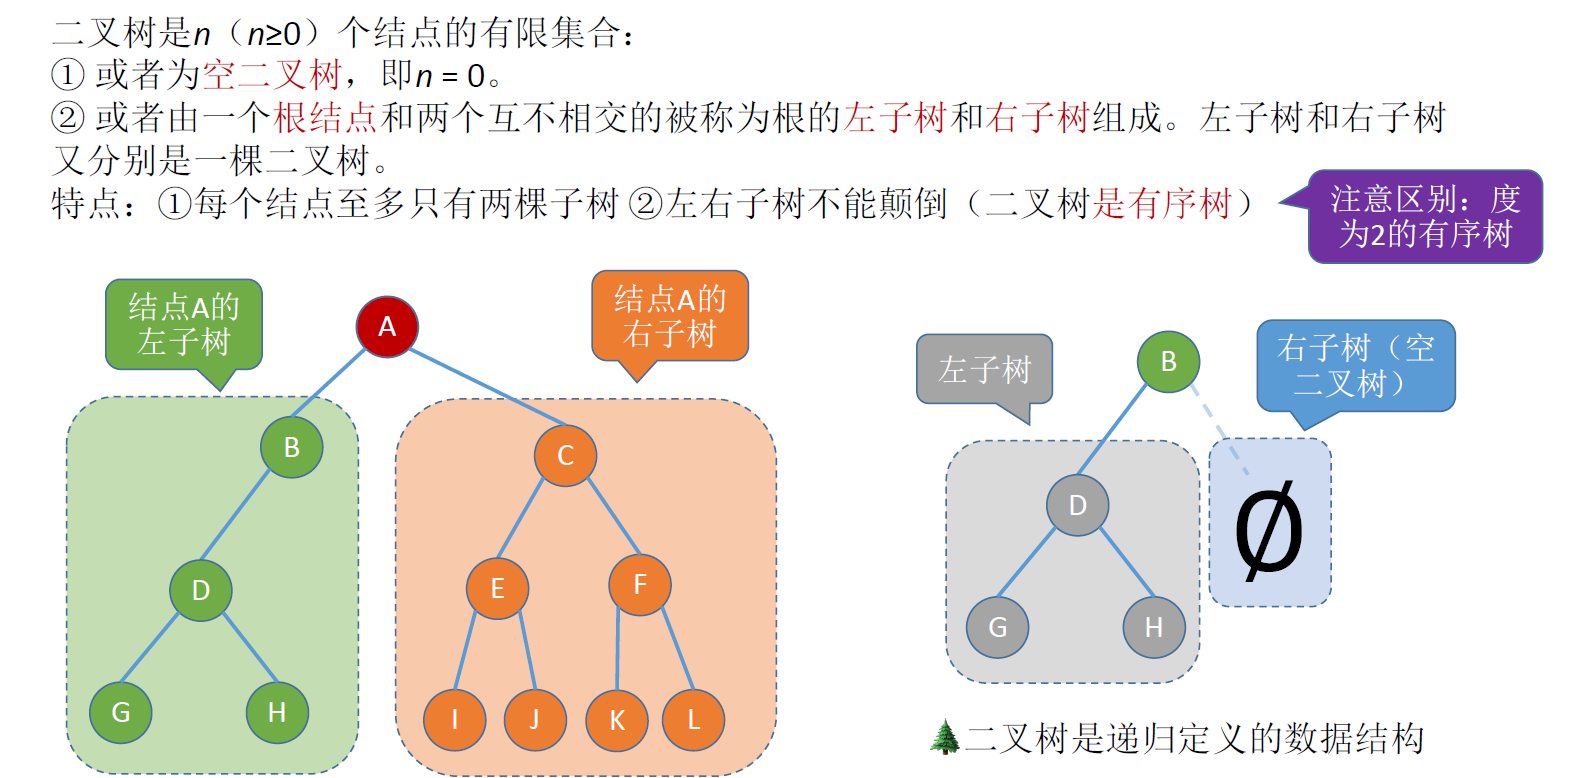 二叉树是n（n≥0）个结点的有限集合：
① 或者为空二叉树，即n = 0。
② 或者由一个根结点和两个互不相交的被称为根的左子树和右子树组成。左子树和右子树
又分别是一棵二叉树。
特点：①每个结点至多只有两棵子树 ②左右子树不能颠倒（二叉树是有序树）
注意区别：度
为2的有序树
结点A的
左子树
A
结点A的
右子树
B
C
D
E
F
G
H
I
J
K
L
左子树
B
右子树（空
二叉树）
D
Ø
G
H
二叉树是递归定义的数据结构